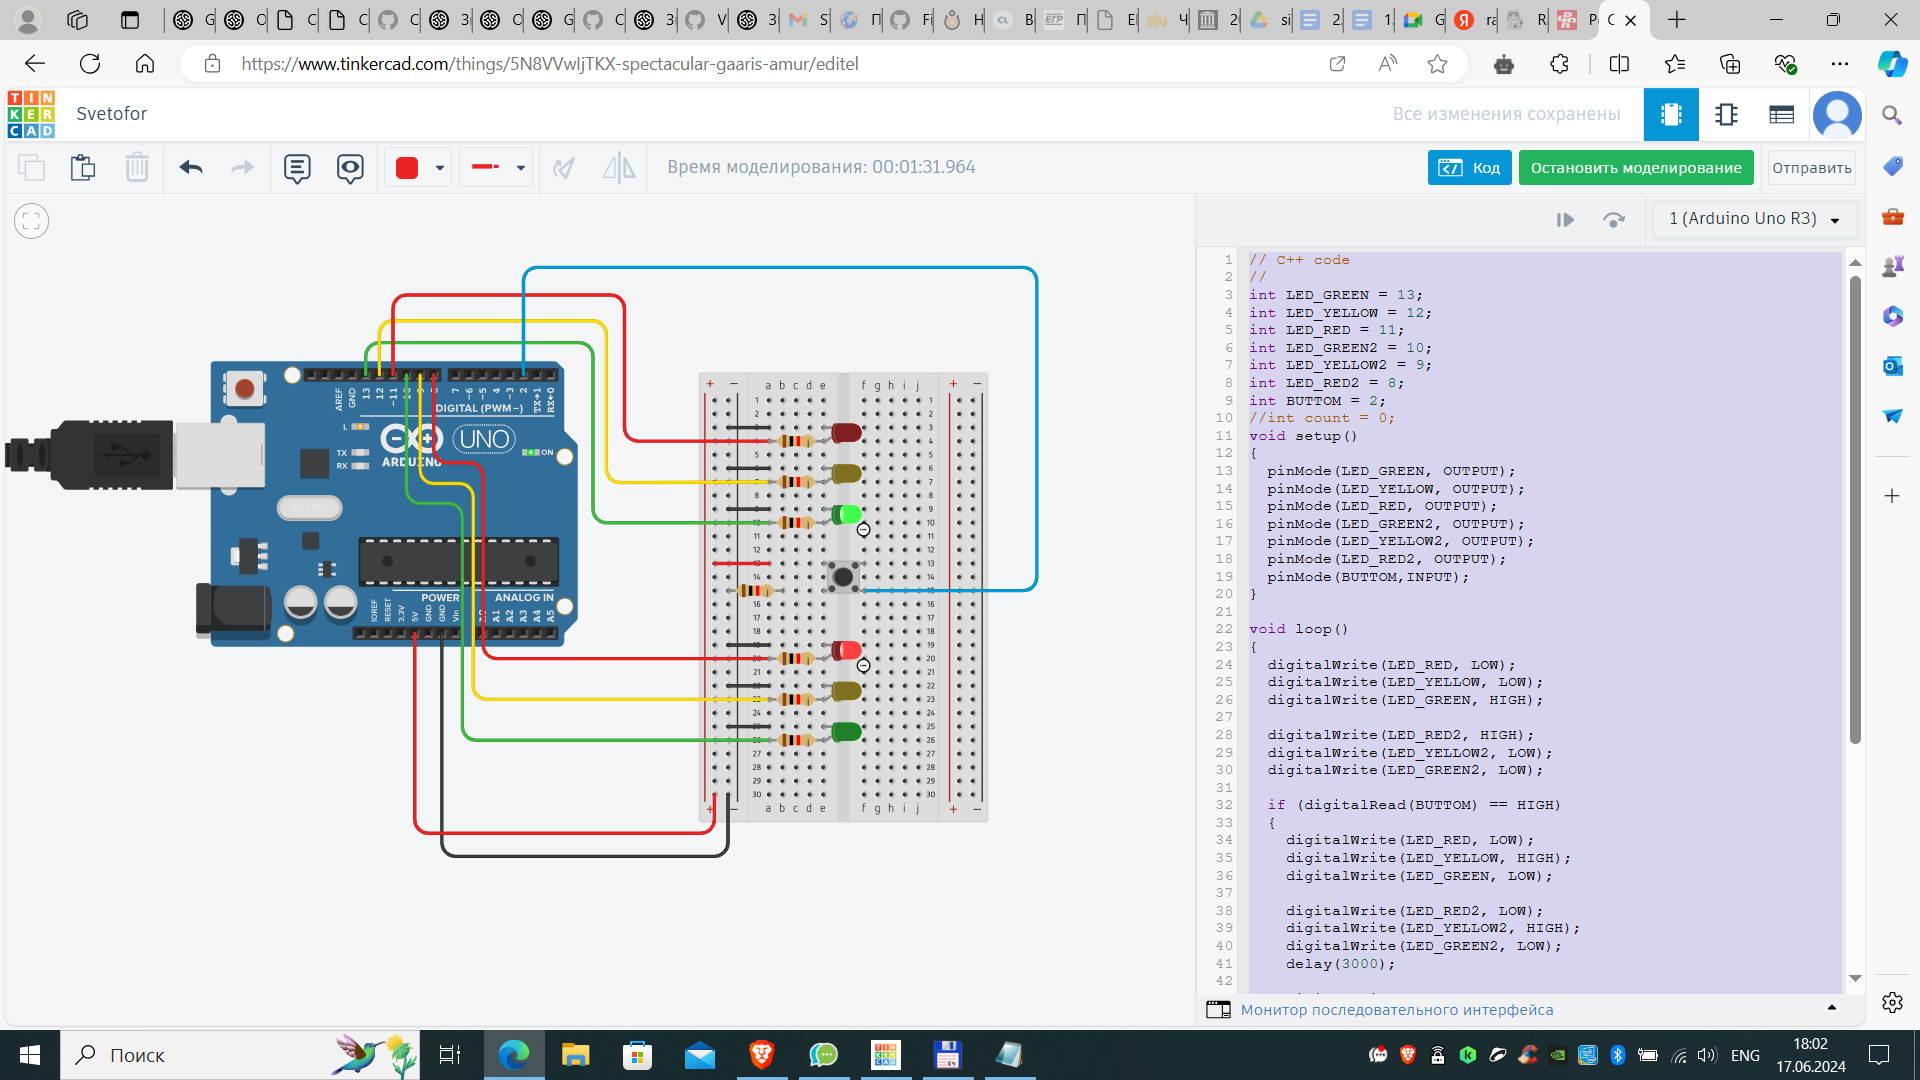 https://www.tinkercad.com/things/5N8VVwIjTKX-spectacular-gaaris-amur/editel
TIN
KER
CAD
Svetofor
Все изменения сохранены
Время моделирования: 00:01:31.964
Код
Остановить моделирование
Отправить
1 (Arduino Uno R3)
AREF
GND
13
12
~11
7
~6
~5
4
~3
2
TX→1
RX←0
DIGITAL (PWM~)
L
TX
RX
UNO
ARDUINO
ON
POWER
ANALOG IN
IOREF
RESET
3.3V
5V
GND
GND
Vin
A1
A2
A3
A4
A5
a b c d e
f g h i j
a b c d e
f g h i j
1 // C++ code
2 //
3 int LED_GREEN = 13;
4 int LED_YELLOW = 12;
5 int LED_RED = 11;
6 int LED_GREEN2 = 10;
7 int LED_YELLOW2 = 9;
8 int LED_RED2 = 8;
9 int BUTTOM = 2;
10 //int count = 0;
11 void setup()
12 {
13 pinMode(LED_GREEN, OUTPUT);
14 pinMode(LED_YELLOW, OUTPUT);
15 pinMode(LED_RED, OUTPUT);
16 pinMode(LED_GREEN2, OUTPUT);
17 pinMode(LED_YELLOW2, OUTPUT);
18 pinMode(LED_RED2, OUTPUT);
19 pinMode(BUTTOM,INPUT);
20 }
21
22 void loop()
23 {
24 digitalWrite(LED_RED, LOW);
25 digitalWrite(LED_YELLOW, LOW);
26 digitalWrite(LED_GREEN, HIGH);
27
28 digitalWrite(LED_RED2, HIGH);
29 digitalWrite(LED_YELLOW2, LOW);
30 digitalWrite(LED_GREEN2, LOW);
31
32 if (digitalRead(BUTTOM) == HIGH)
33 {
34 digitalWrite(LED_RED, LOW);
35 digitalWrite(LED_YELLOW, HIGH);
36 digitalWrite(LED_GREEN, LOW);
37
38 digitalWrite(LED_RED2, LOW);
39 digitalWrite(LED_YELLOW2, HIGH);
40 digitalWrite(LED_GREEN2, LOW);
41 delay(3000);
42
Монитор последовательного интерфейса
Поиск
ENG
18:02
17.06.2024